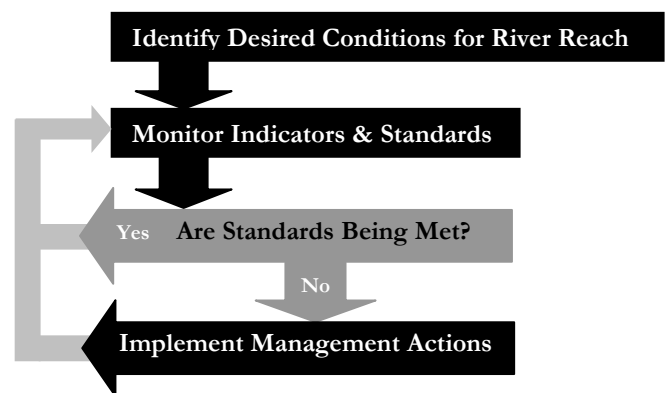 Identify Desired Conditions for River Reach
Monitor Indicators & Standards
Yes Are Standards Being Met?
No
Implement Management Actions